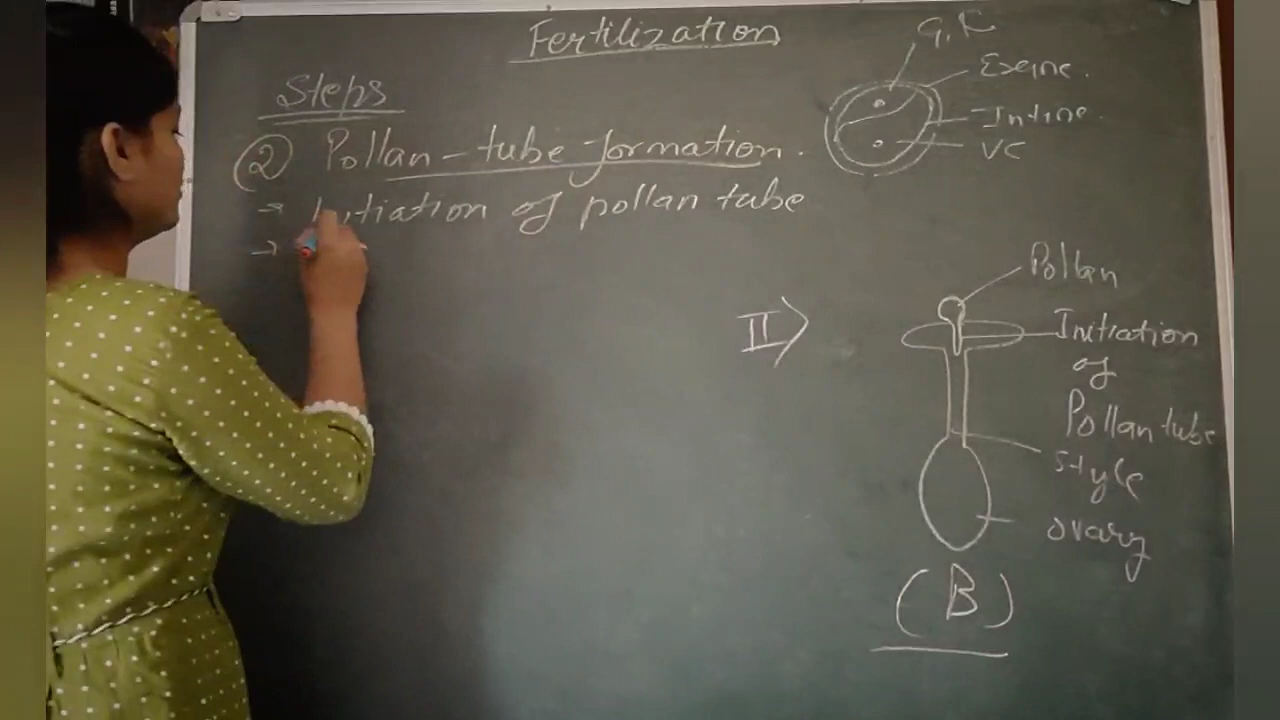 Fertilization
Steps
② Pollan-tube formation.
→ Initiation of pollan tube
→
G.K
Exeine.
Intine.
VC
II>
Pollan
Initiation
of
Pollan tube
style
ovary
(B)